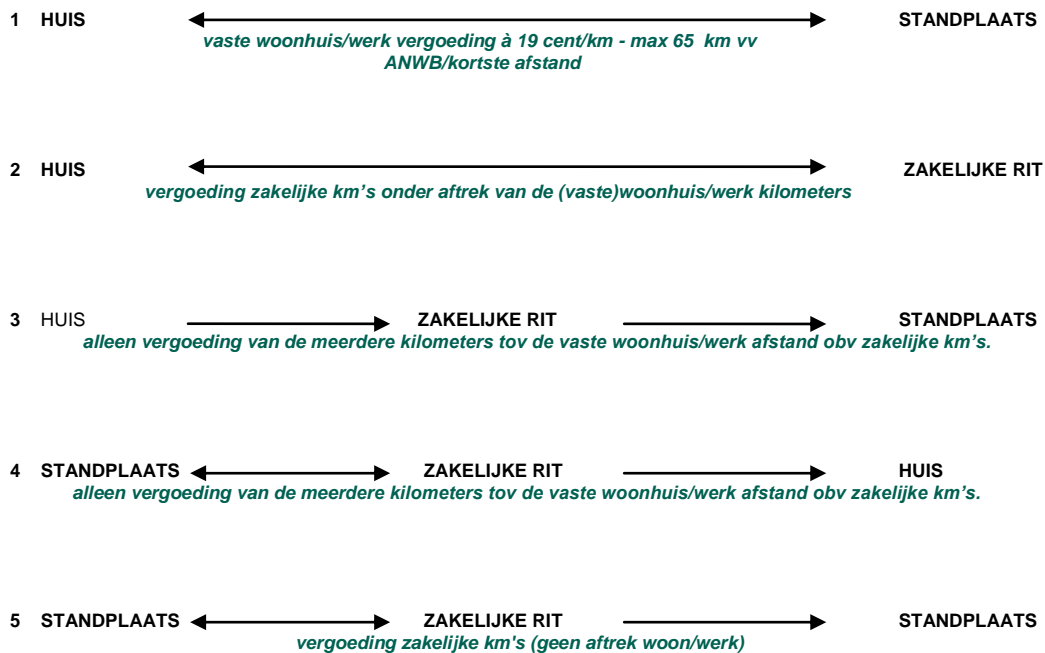 1 HUIS STANDPLAATS
vaste woonhuis/werk vergoeding à 19 cent/km - max 65 km vv
ANWB/kortste afstand
2 HUIS ZAKELIJKE RIT
vergoeding zakelijke km's onder aftrek van de (vaste)woonhuis/werk kilometers
3 HUIS ZAKELIJKE RIT STANDPLAATS
alleen vergoeding van de meerdere kilometers tov de vaste woonhuis/werk afstand obv zakelijke km's.
4 STANDPLAATS ZAKELIJKE RIT HUIS
alleen vergoeding van de meerdere kilometers tov de vaste woonhuis/werk afstand obv zakelijke km's.
5 STANDPLAATS ZAKELIJKE RIT STANDPLAATS
vergoeding zakelijke km's (geen aftrek woon/werk)